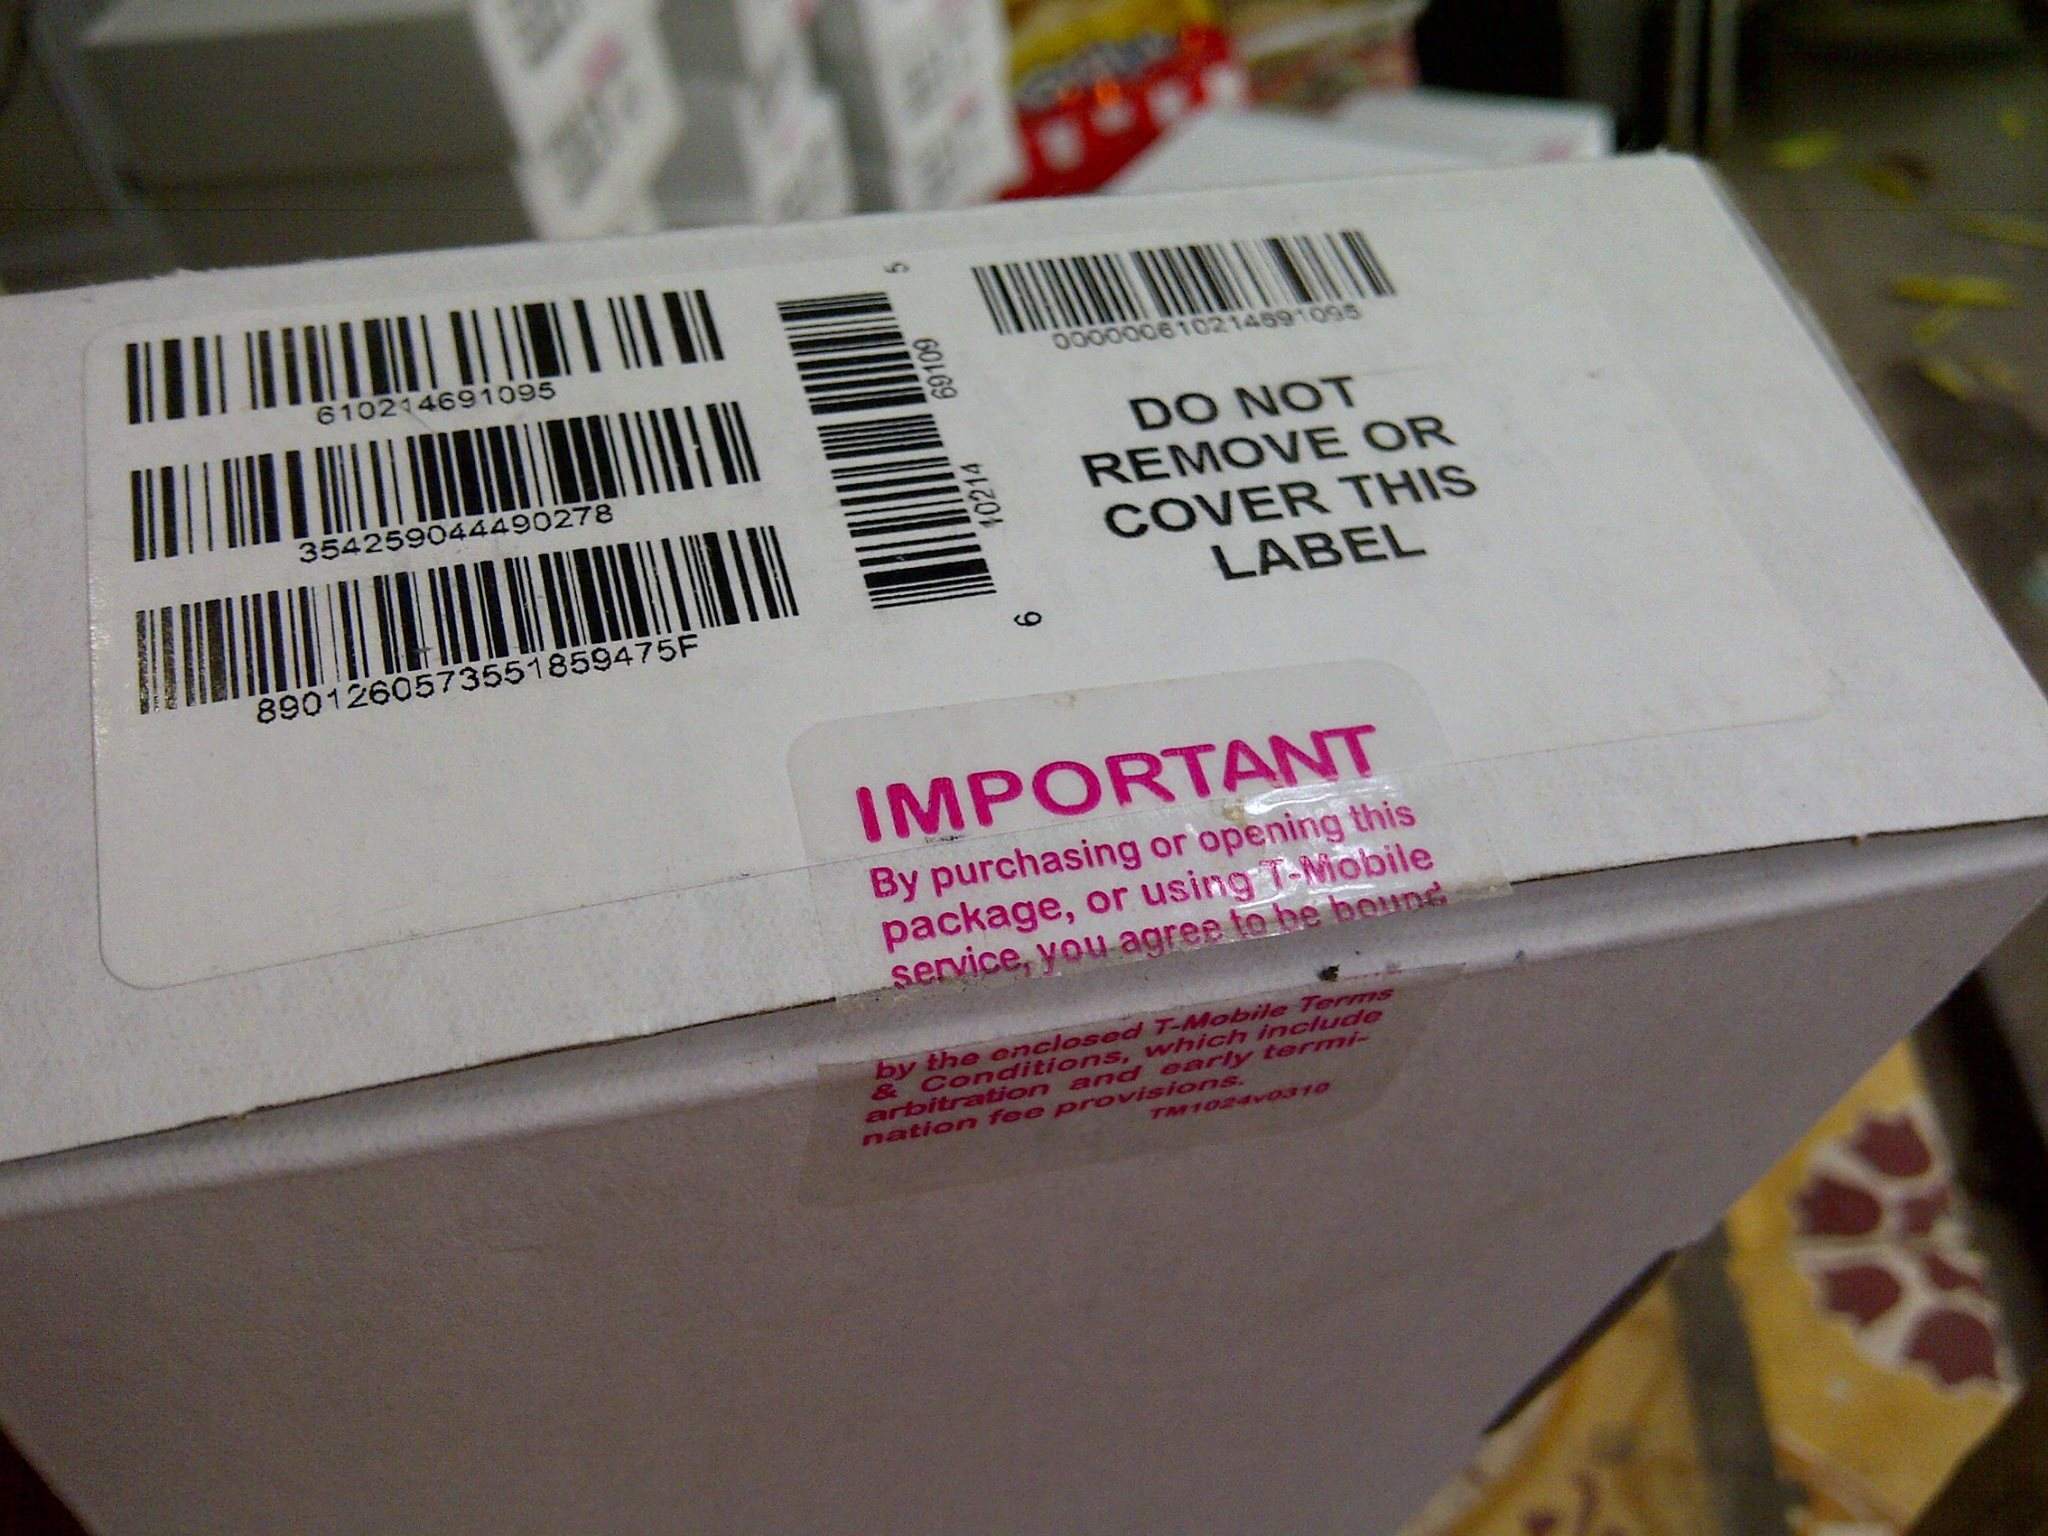 610214691095
354259044490278
8901260573551859475F
6 10214 69109 5
000000610214691095
DO NOT
REMOVE OR
COVER THIS
LABEL
IMPORTANT
By purchasing or opening this
package, or using T-Mobile
service, you agree to be bound
by the enclosed T-Mobile Terms
& Conditions, which include
arbitration and early termi-
nation fee provisions.
TM1024v0310